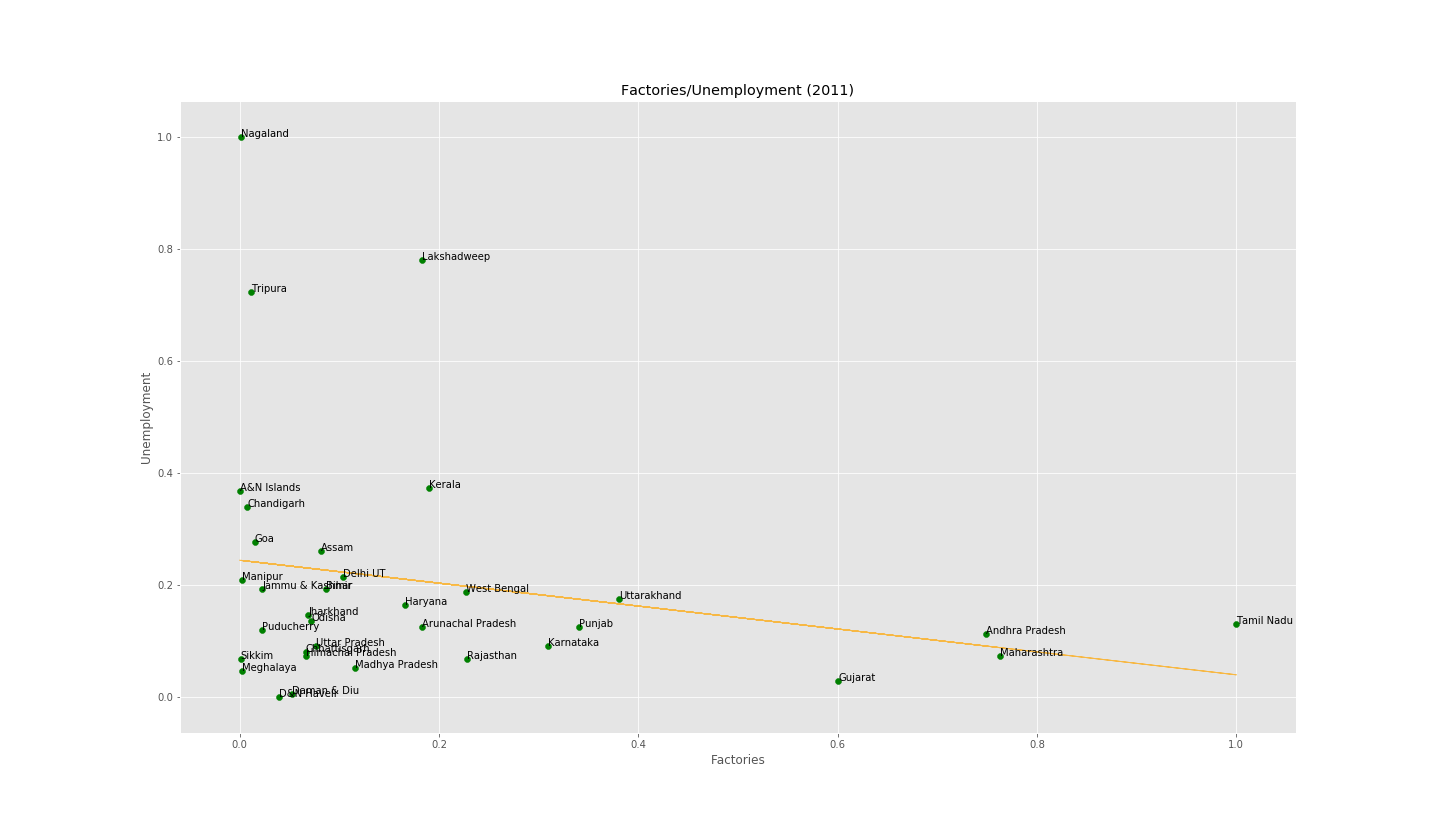 Factories/Unemployment (2011)
1.0
Nagaland
0.8
Lakshadweep
Tripura
0.6
Unemployment
0.4
A&N Islands
Kerala
Chandigarh
Goa
Assam
Delhi UT
Manipur
0.2
Jammu & Kashmir
Bihar
West Bengal
Uttarakhand
Haryana
Jharkhand
Odisha
Arunachal Pradesh
Punjab
Tamil Nadu
Puducherry
Andhra Pradesh
Uttar Pradesh
Karnataka
Chhattisgarh
Himachal Pradesh
Maharashtra
Sikkim
Rajasthan
Meghalaya
Madhya Pradesh
Gujarat
Daman & Diu
D&N Haveli
0.0
0.0 0.2 0.4 0.6 0.8 1.0
Factories